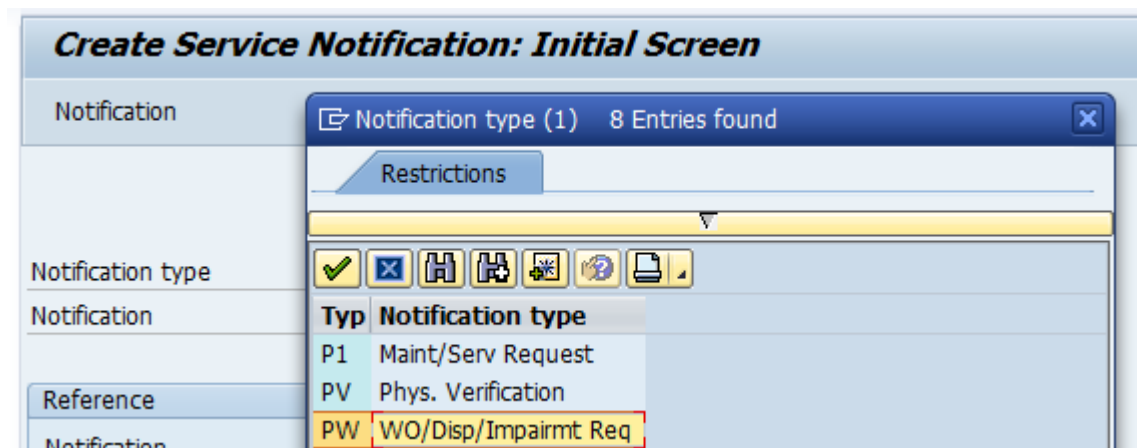 Create Service Notification: Initial Screen
Notification
Notification type (1) 8 Entries found
Restrictions
Notification type
Notification
Typ Notification type
P1 Maint/Serv Request
PV Phys. Verification
PW WO/Disp/Impairmt Req
Reference
Notification